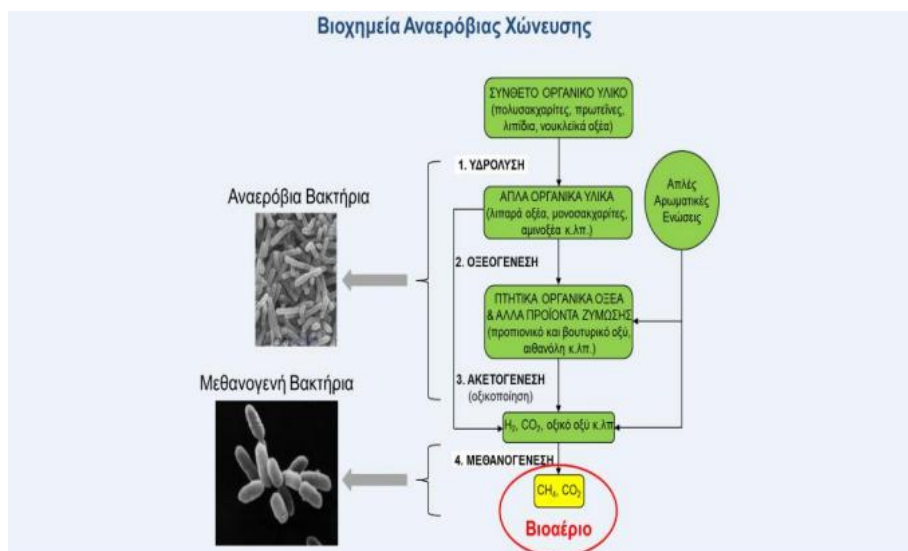 Βιοχημεία Αναερόβιας Χώνευσης
ΣΥΝΘΕΤΟ ΟΡΓΑΝΙΚΟ ΥΛΙΚΟ
(πολυσακχαρίτες, πρωτεΐνες,
λιπίδια, νουκλεϊκά οξέα)
1. ΥΔΡΟΛΥΣΗ
Αναερόβια Βακτήρια
ΑΠΛΑ ΟΡΓΑΝΙΚΑ ΥΛΙΚΑ
(λιπαρά οξέα, μονοσακχαρίτες,
αμινοξέα κ.λπ.)
Απλές
Αρωματικές
Ενώσεις
2. ΟΞΕΟΓΕΝΕΣΗ
ΠΤΗΤΙΚΑ ΟΡΓΑΝΙΚΑ ΟΞΕΑ
& ΑΛΛΑ ΠΡΟΪΟΝΤΑ ΖΥΜΩΣΗΣ
(προπιονικό και βουτυρικό οξύ,
αιθανόλη κ.λπ.)
3. ΑΚΕΤΟΓΕΝΕΣΗ
(οξικοποίηση)
Μεθανογενή Βακτήρια
H₂, CO₂, οξικό οξύ κ.λπ
4. ΜΕΘΑΝΟΓΕΝΕΣΗ
CH₄, CO₂
Βιοαέριο